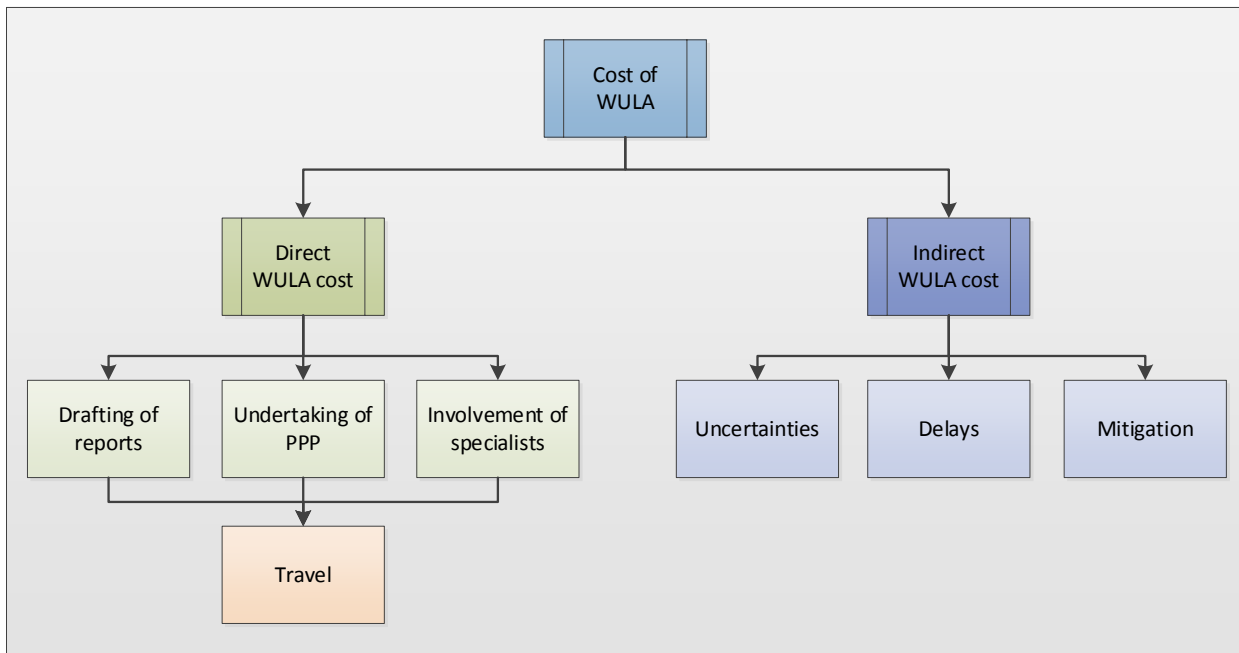 Cost of
WULA
Direct
WULA cost
Indirect
WULA cost
Drafting of
reports
Undertaking of
PPP
Involvement of
specialists
Uncertainties
Delays
Mitigation
Travel